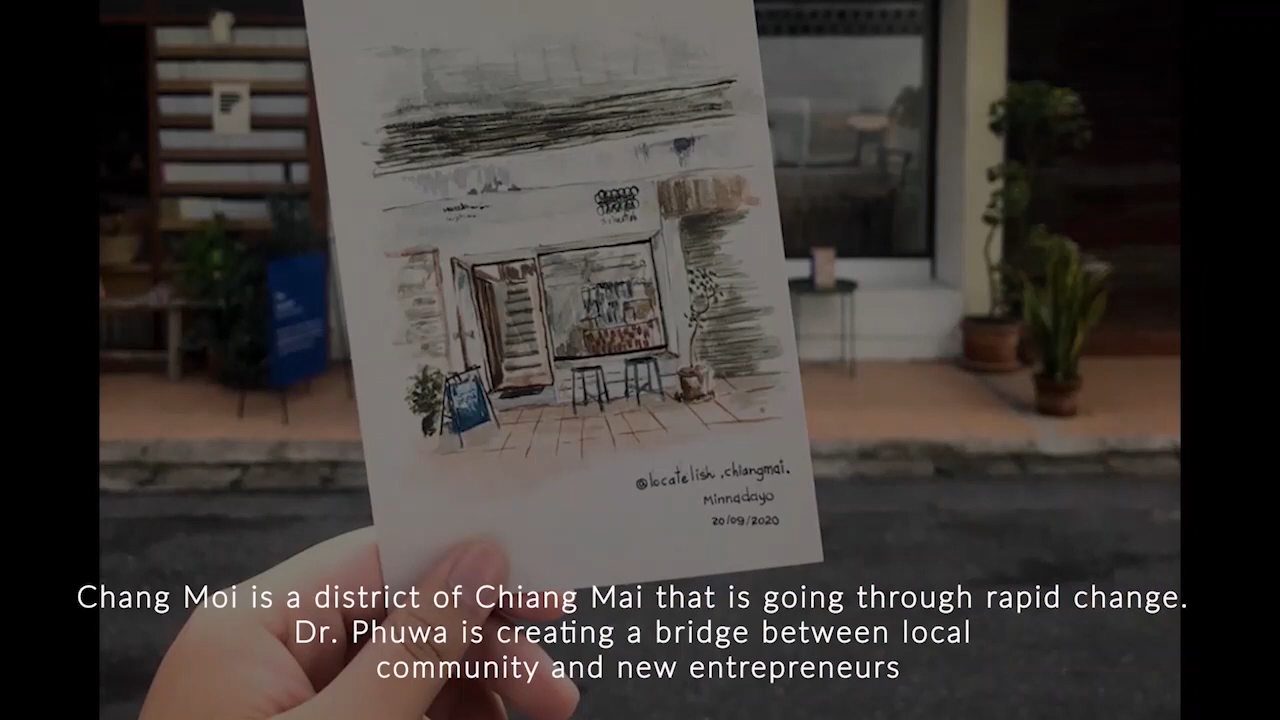 @locatelish.chiangmai.
Minnadayo
20/09/2020
Chang Moi is a district of Chiang Mai that is going through rapid change.
Dr. Phuwa is creating a bridge between local
community and new entrepreneurs